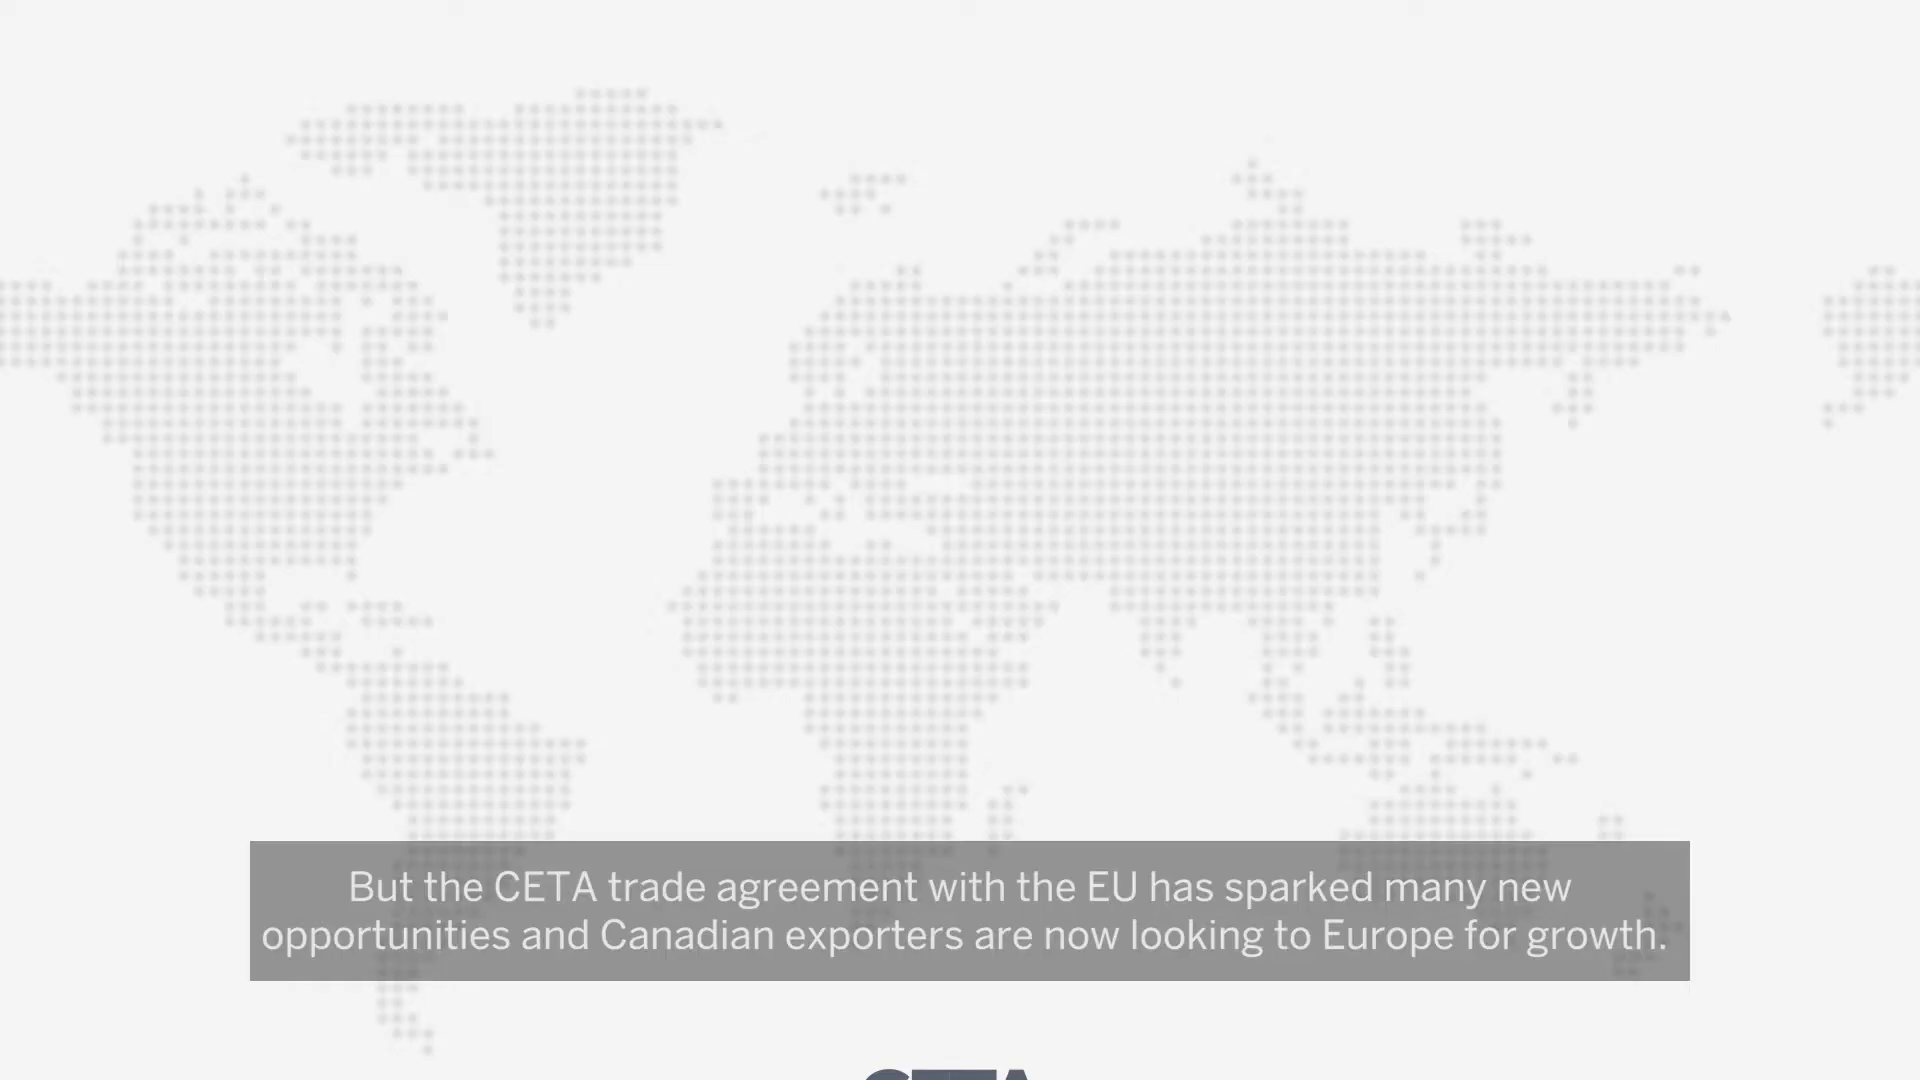 But the CETA trade agreement with the EU has sparked many new
opportunities and Canadian exporters are now looking to Europe for growth.